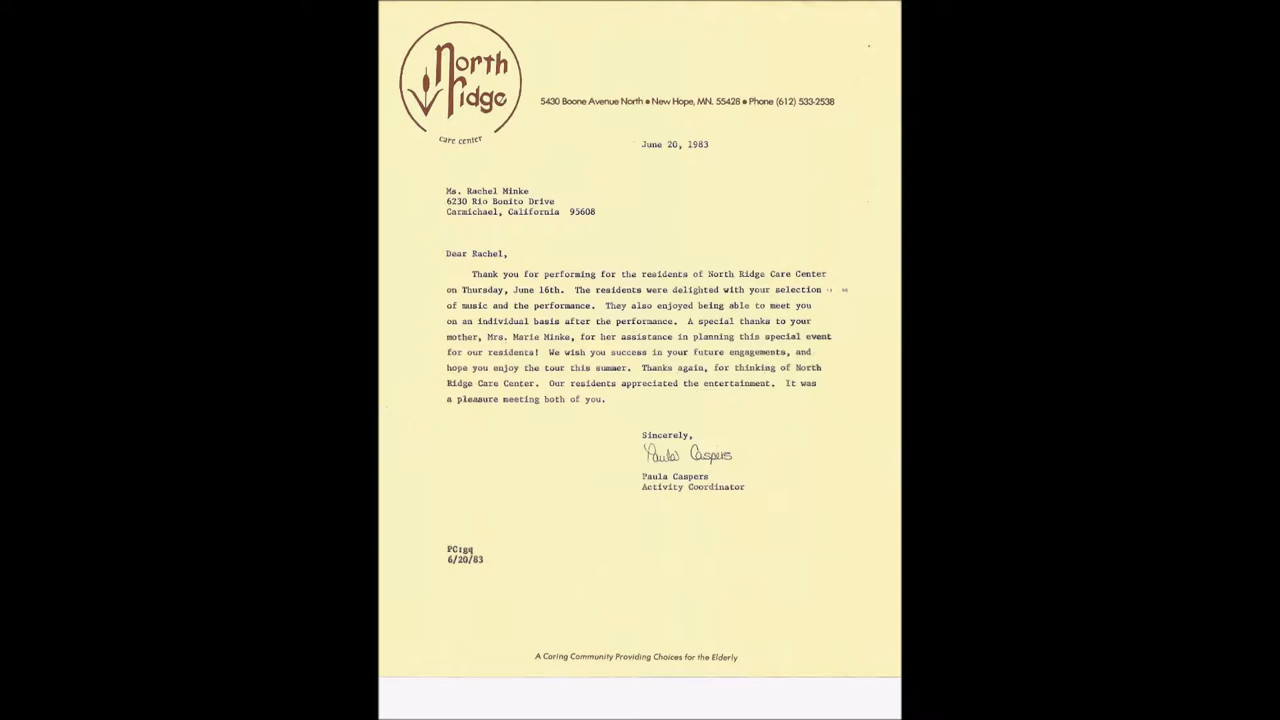 North
Ridge
care center
5430 Boone Avenue North • New Hope, MN. 55428 • Phone (612) 533-2538
June 20, 1983
Ms. Rachel Minke
6230 Rio Bonito Drive
Carmichael, California 95608
Dear Rachel,
Thank you for performing for the residents of North Ridge Care Center
on Thursday, June 16th. The residents were delighted with your selection
of music and the performance. They also enjoyed being able to meet you
on an individual basis after the performance. A special thanks to your
mother, Mrs. Marie Minke, for her assistance in planning this special event
for our residents! We wish you success in your future engagements, and
hope you enjoy the tour this summer. Thanks again, for thinking of North
Ridge Care Center. Our residents appreciated the entertainment. It was
a pleasure meeting both of you.
Sincerely,
Paula Caspers
Paula Caspers
Activity Coordinator
PC:gq
6/20/83
A Caring Community Providing Choices for the Elderly